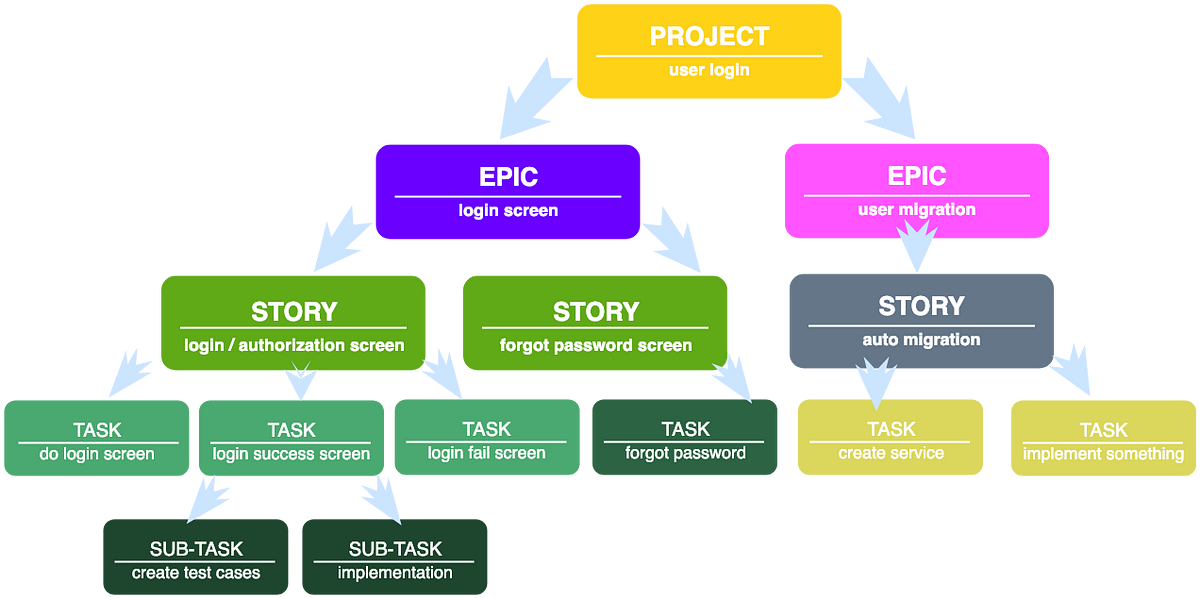 PROJECT
user login
EPIC
login screen
EPIC
user migration
STORY
login / authorization screen
STORY
forgot password screen
STORY
auto migration
TASK
do login screen
TASK
login success screen
TASK
login fail screen
TASK
forgot password
TASK
create service
TASK
implement something
SUB-TASK
create test cases
SUB-TASK
implementation